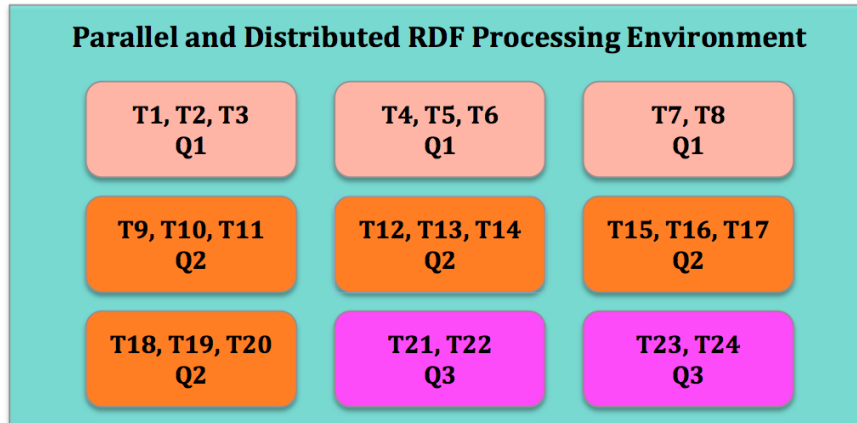 Parallel and Distributed RDF Processing Environment
T1, T2, T3
Q1
T4, T5, T6
Q1
T7, T8
Q1
T9, T10, T11
Q2
T12, T13, T14
Q2
T15, T16, T17
Q2
T18, T19, T20
Q2
T21, T22
Q3
T23, T24
Q3